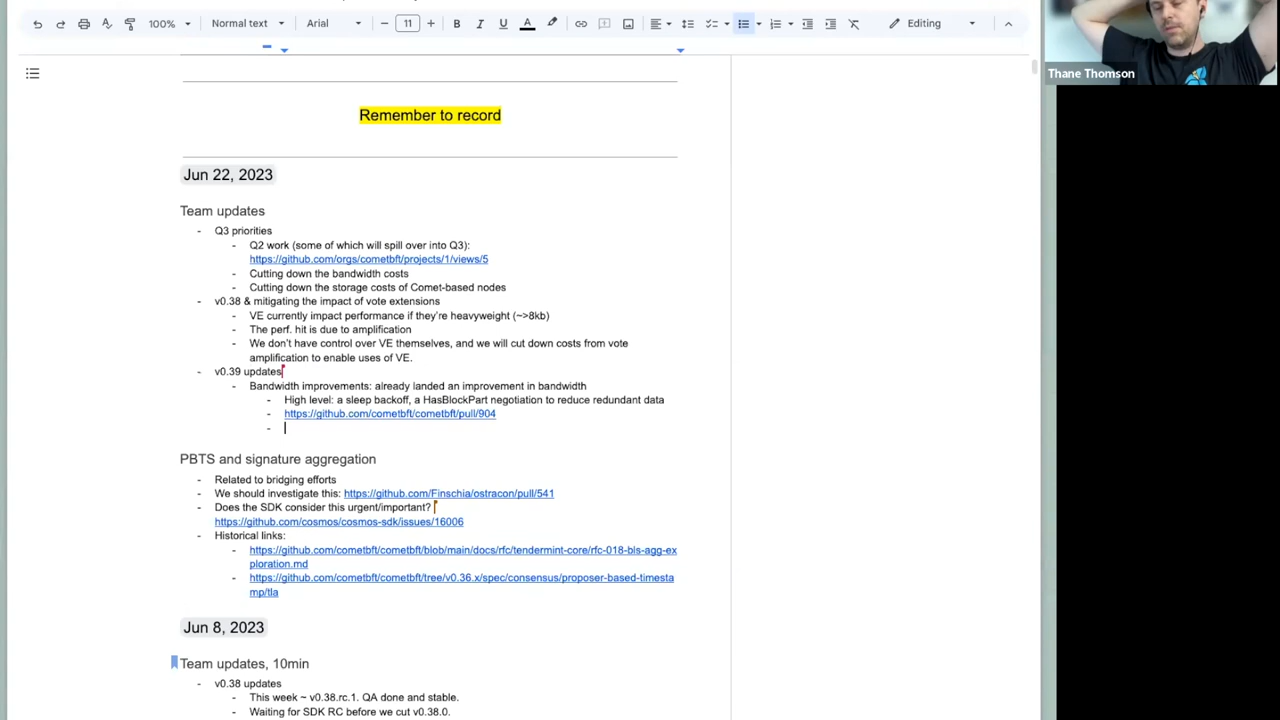 100%
Normal text
Arial
11
Editing
Thane Thomson
Remember to record
Jun 22, 2023
Team updates
- Q3 priorities
- Q2 work (some of which will spill over into Q3):
https://github.com/orgs/cometbft/projects/1/views/5
- Cutting down the bandwidth costs
- Cutting down the storage costs of Comet-based nodes
- v0.38 & mitigating the impact of vote extensions
- VE currently impact performance if they're heavyweight (~>8kb)
- The perf. hit is due to amplification
- We don't have control over VE themselves, and we will cut down costs from vote
amplification to enable uses of VE.
- v0.39 updates
- Bandwidth improvements: already landed an improvement in bandwidth
- High level: a sleep backoff, a HasBlockPart negotiation to reduce redundant data
- https://github.com/cometbft/cometbft/pull/904
-
PBTS and signature aggregation
- Related to bridging efforts
- We should investigate this: https://github.com/Finschia/ostracon/pull/541
- Does the SDK consider this urgent/important?
https://github.com/cosmos/cosmos-sdk/issues/16006
- Historical links:
- https://github.com/cometbft/cometbft/blob/main/docs/rfc/tendermint-core/rfc-018-bls-agg-ex
ploration.md
- https://github.com/cometbft/cometbft/tree/v0.36.x/spec/consensus/proposer-based-timesta
mp/tla
Jun 8, 2023
Team updates, 10min
- v0.38 updates
- This week ~ v0.38.rc.1. QA done and stable.
- Waiting for SDK RC before we cut v0.38.0.